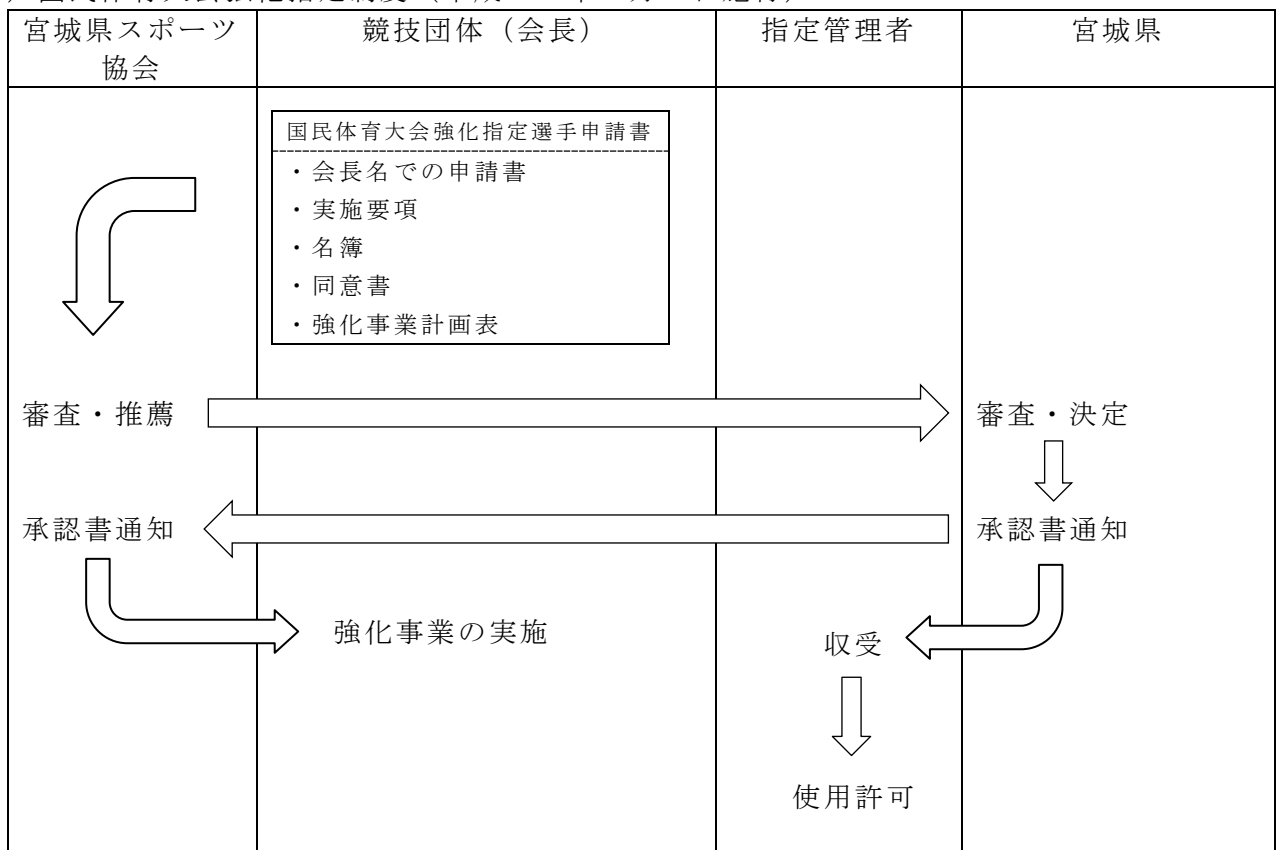 宮城県スポーツ
協会
競技団体（会長）
指定管理者
宮城県
国民体育大会強化指定選手申請書
・会長名での申請書
・実施要項
・名簿
・同意書
・強化事業計画表
審査・推薦
審査・決定
承認書通知
承認書通知
強化事業の実施
収受
使用許可